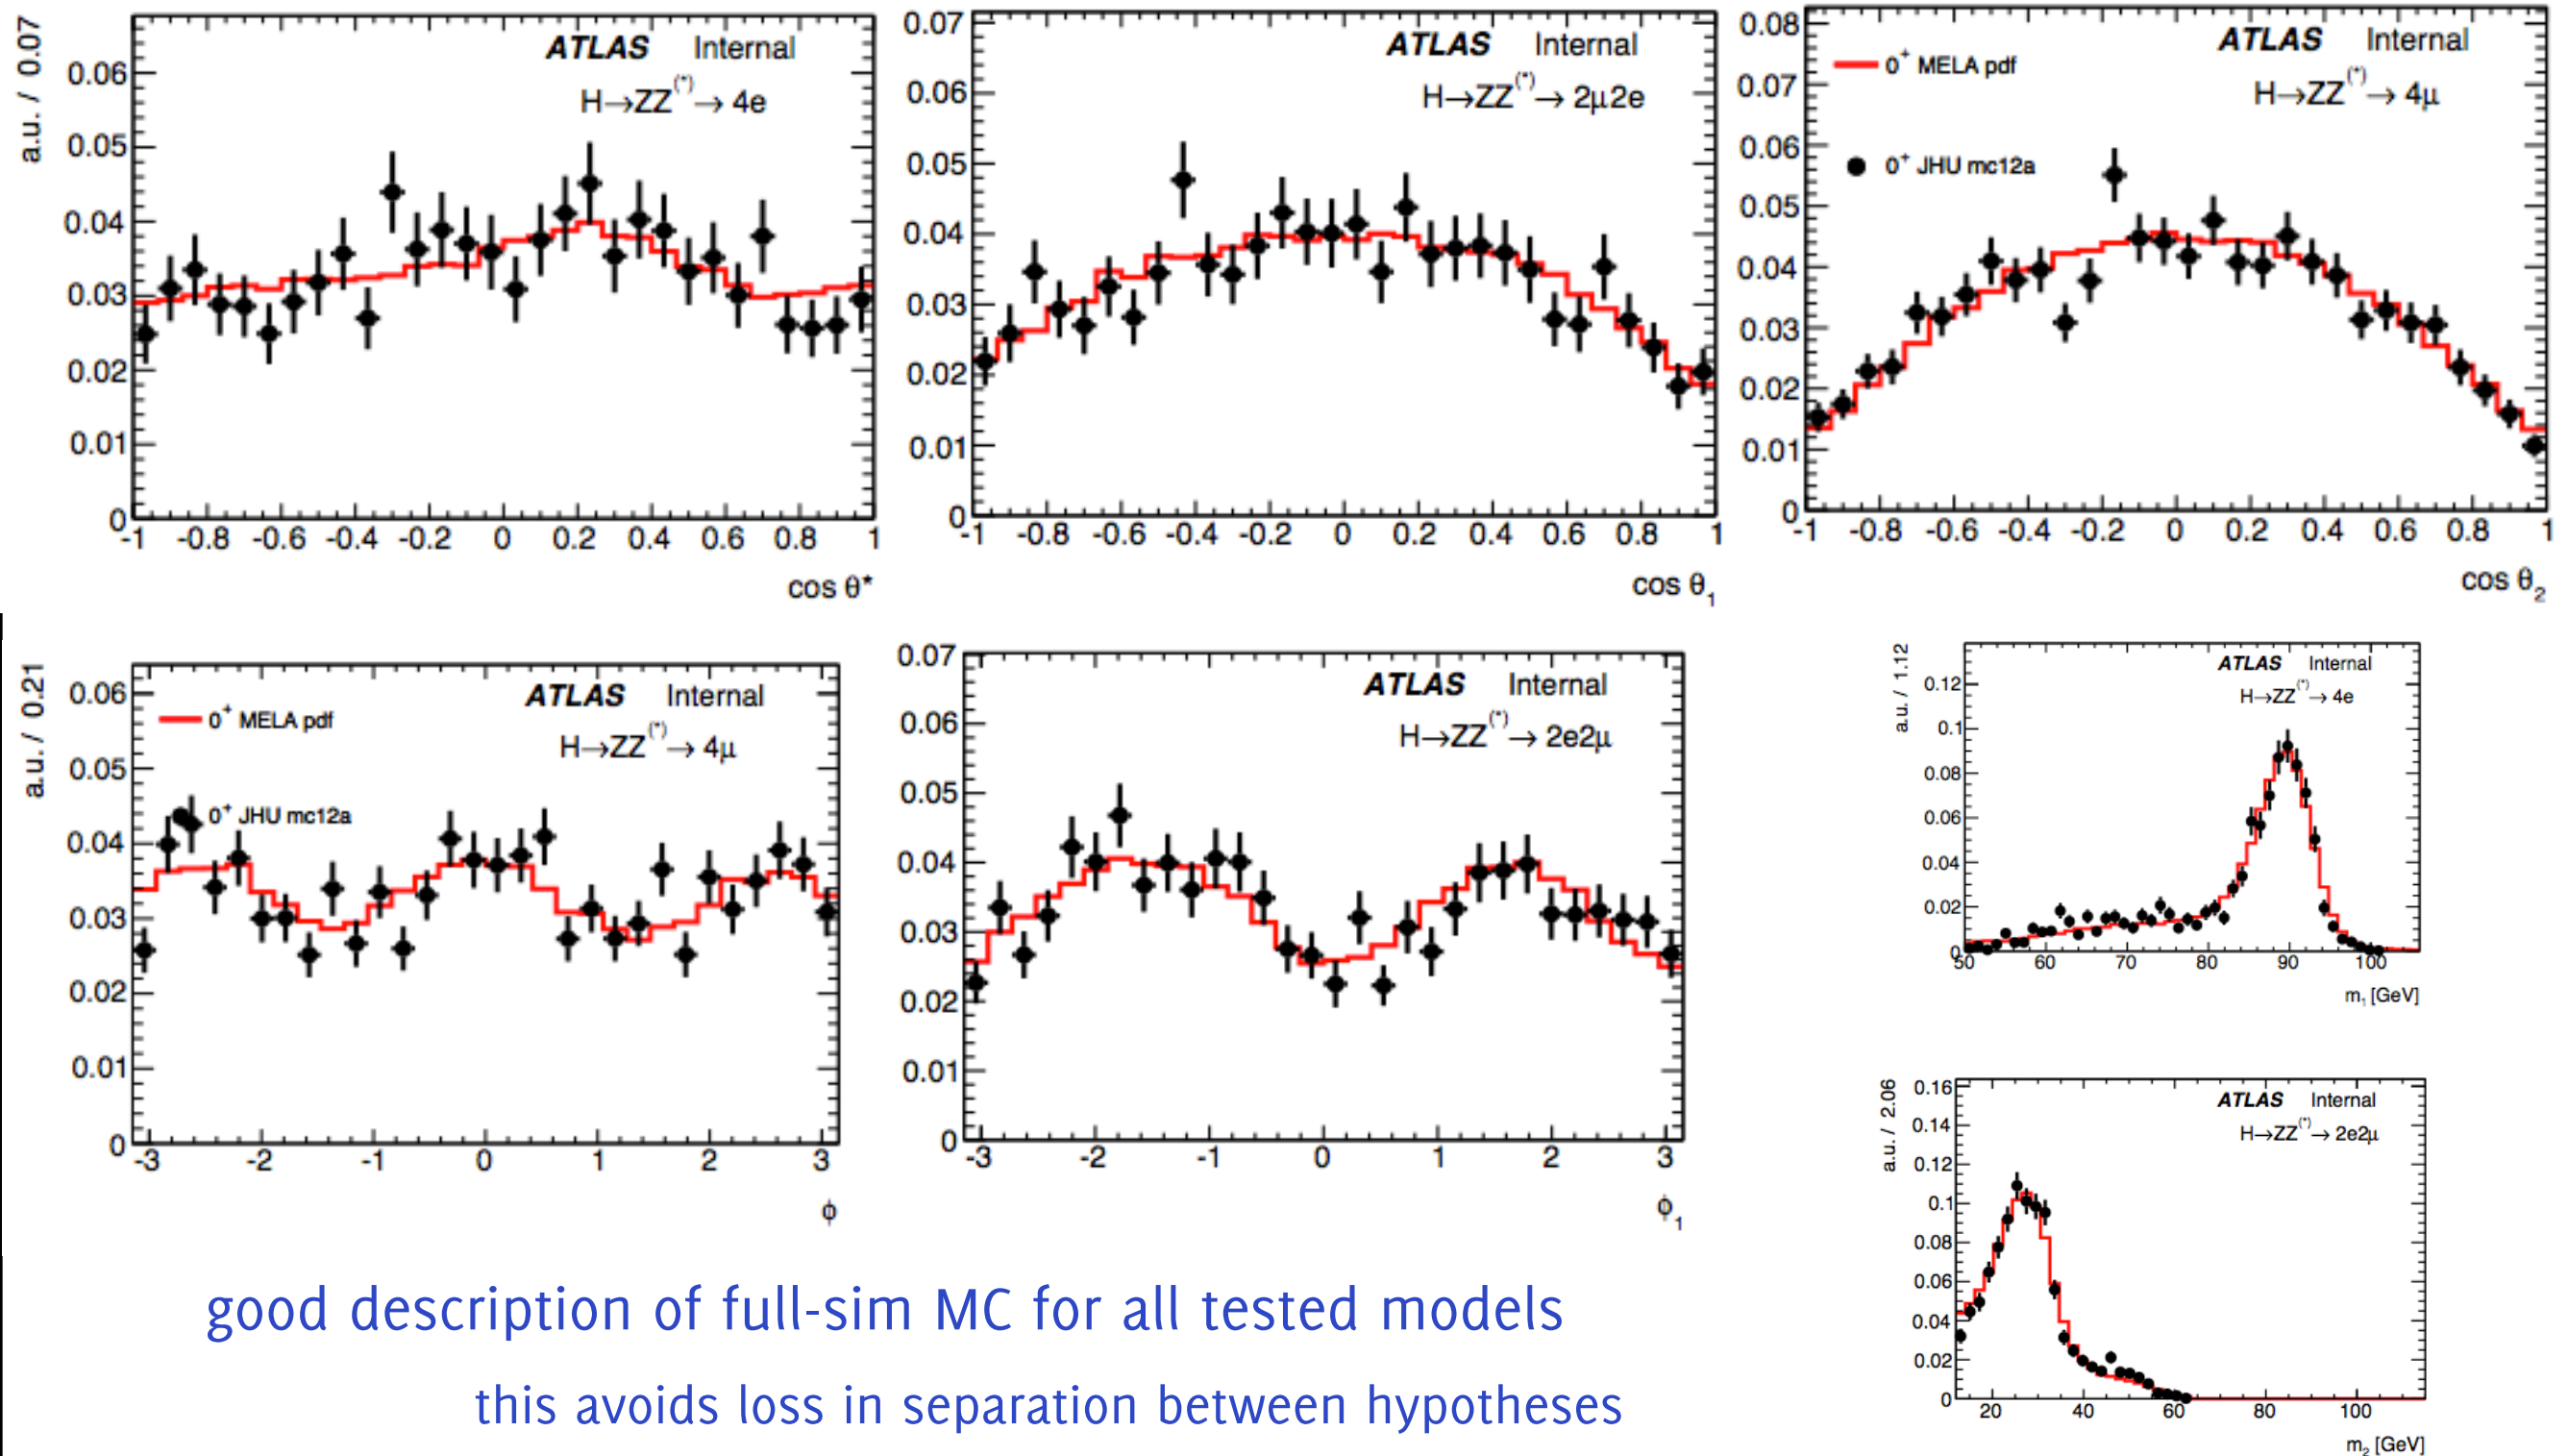 a.u. / 0.07
ATLAS Internal
H→ZZ(*)→ 4e
0.06
0.05
0.04
0.03
0.02
0.01
0
-1 -0.8 -0.6 -0.4 -0.2 0 0.2 0.4 0.6 0.8 1
cos θ*
0.07
ATLAS Internal
H→ZZ(*)→ 2μ2e
0.06
0.05
0.04
0.03
0.02
0.01
0
-1 -0.8 -0.6 -0.4 -0.2 0 0.2 0.4 0.6 0.8 1
cos θ1
0.08
ATLAS Internal
0+ MELA pdf
H→ZZ(*)→ 4μ
0+ JHU mc12a
0.07
0.06
0.05
0.04
0.03
0.02
0.01
0
-1 -0.8 -0.6 -0.4 -0.2 0 0.2 0.4 0.6 0.8 1
cos θ2
a.u. / 0.21
ATLAS Internal
0+ MELA pdf
H→ZZ(*)→ 4μ
0+ JHU mc12a
0.06
0.05
0.04
0.03
0.02
0.01
0
-3 -2 -1 0 1 2 3
ϕ
0.07
ATLAS Internal
H→ZZ(*)→ 2e2μ
0.06
0.05
0.04
0.03
0.02
0.01
0
-3 -2 -1 0 1 2 3
ϕ1
a.u. / 1.12
ATLAS Internal
H→ZZ(*)→ 4e
0.12
0.1
0.08
0.06
0.04
0.02
0
50 60 70 80 90 100
m1 [GeV]
a.u. / 2.06
ATLAS Internal
H→ZZ(*)→ 2e2μ
0.16
0.14
0.12
0.1
0.08
0.06
0.04
0.02
0
20 40 60 80 100
m2 [GeV]
good description of full-sim MC for all tested models
this avoids loss in separation between hypotheses